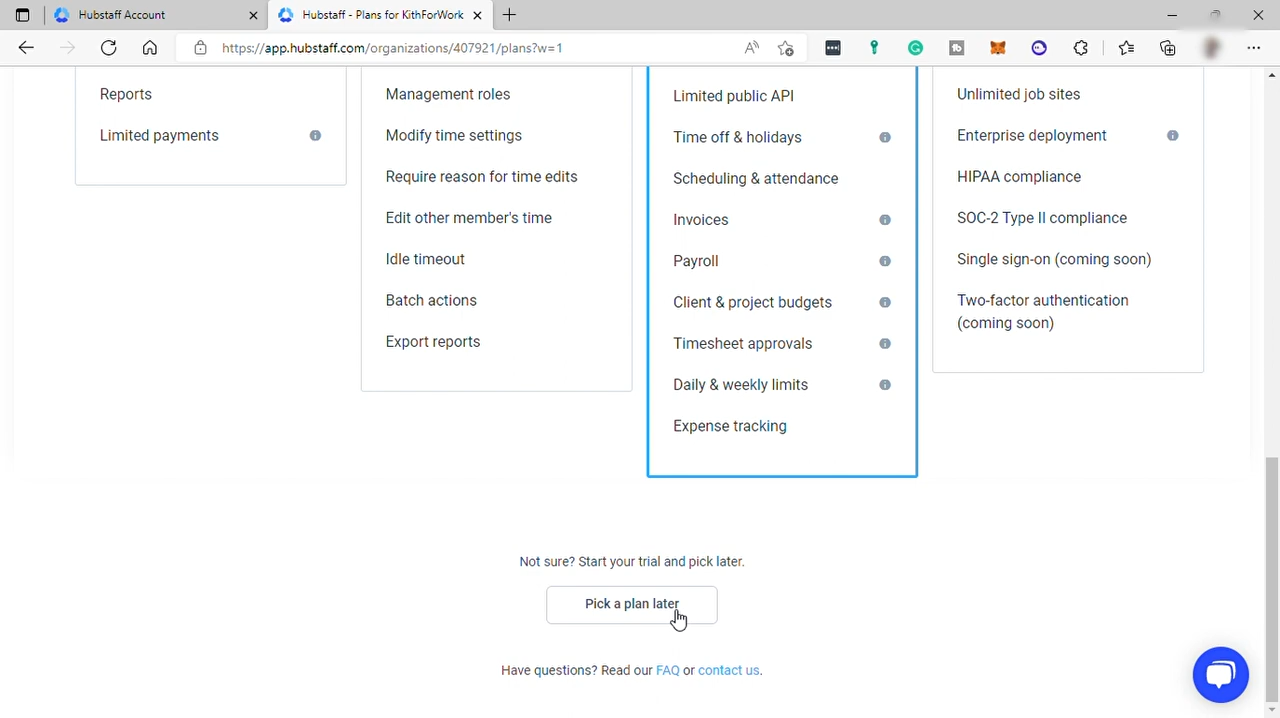 Hubstaff Account
Hubstaff - Plans for KithForWork
https://app.hubstaff.com/organizations/407921/plans?w=1
Reports
Limited payments
Management roles
Modify time settings
Require reason for time edits
Edit other member's time
Idle timeout
Batch actions
Export reports
Limited public API
Time off & holidays
Scheduling & attendance
Invoices
Payroll
Client & project budgets
Timesheet approvals
Daily & weekly limits
Expense tracking
Unlimited job sites
Enterprise deployment
HIPAA compliance
SOC-2 Type II compliance
Single sign-on (coming soon)
Two-factor authentication
(coming soon)
Not sure? Start your trial and pick later.
Pick a plan later
Have questions? Read our FAQ or contact us.